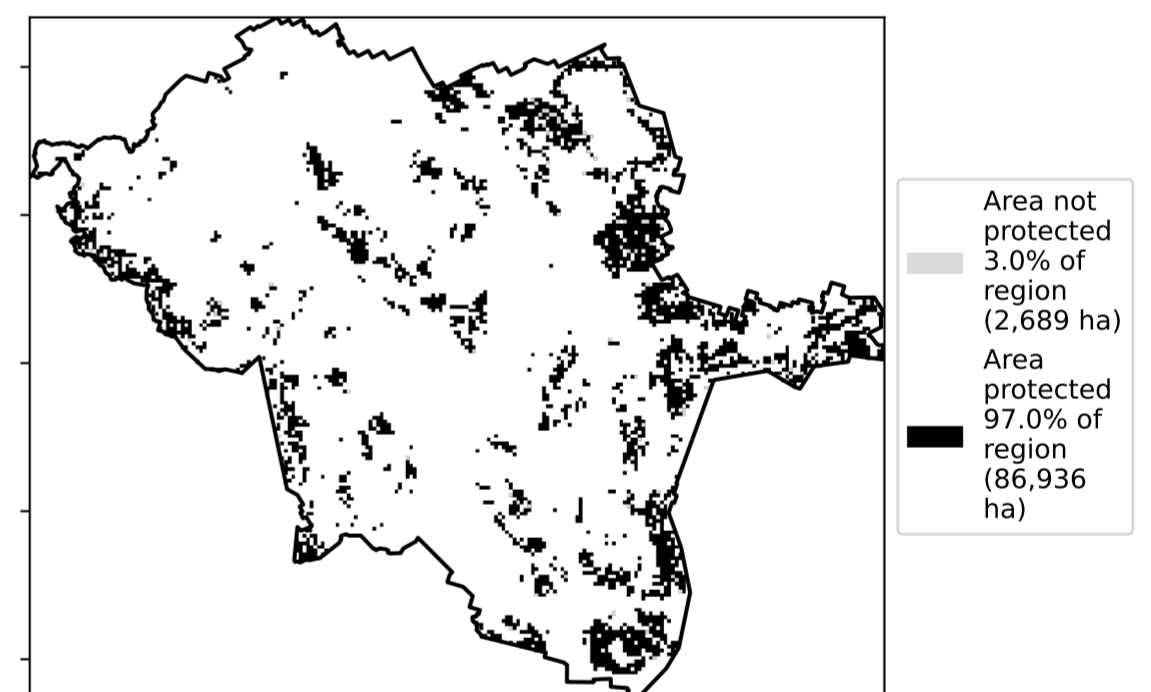 Area not
protected
3.0% of
region
(2,689 ha)
Area
protected
97.0% of
region
(86,936
ha)